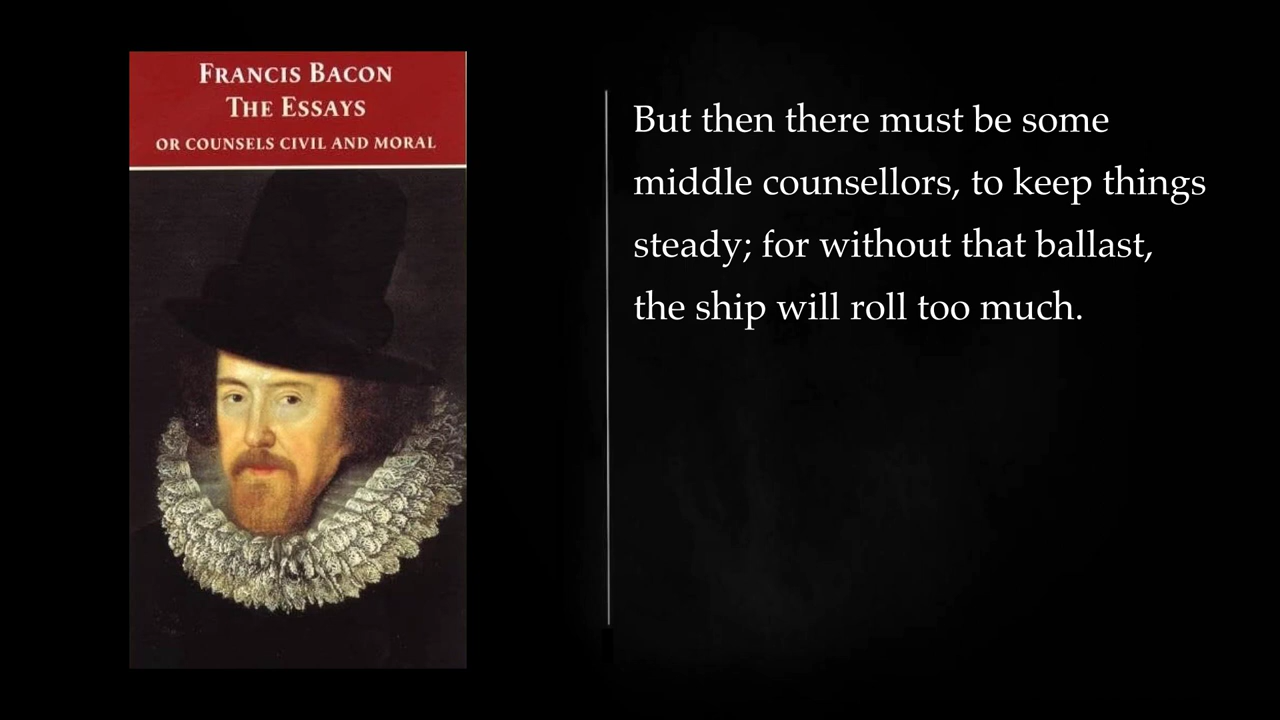 FRANCIS BACON
THE ESSAYS
OR COUNSELS CIVIL AND MORAL
But then there must be some
middle counsellors, to keep things
steady; for without that ballast,
the ship will roll too much.